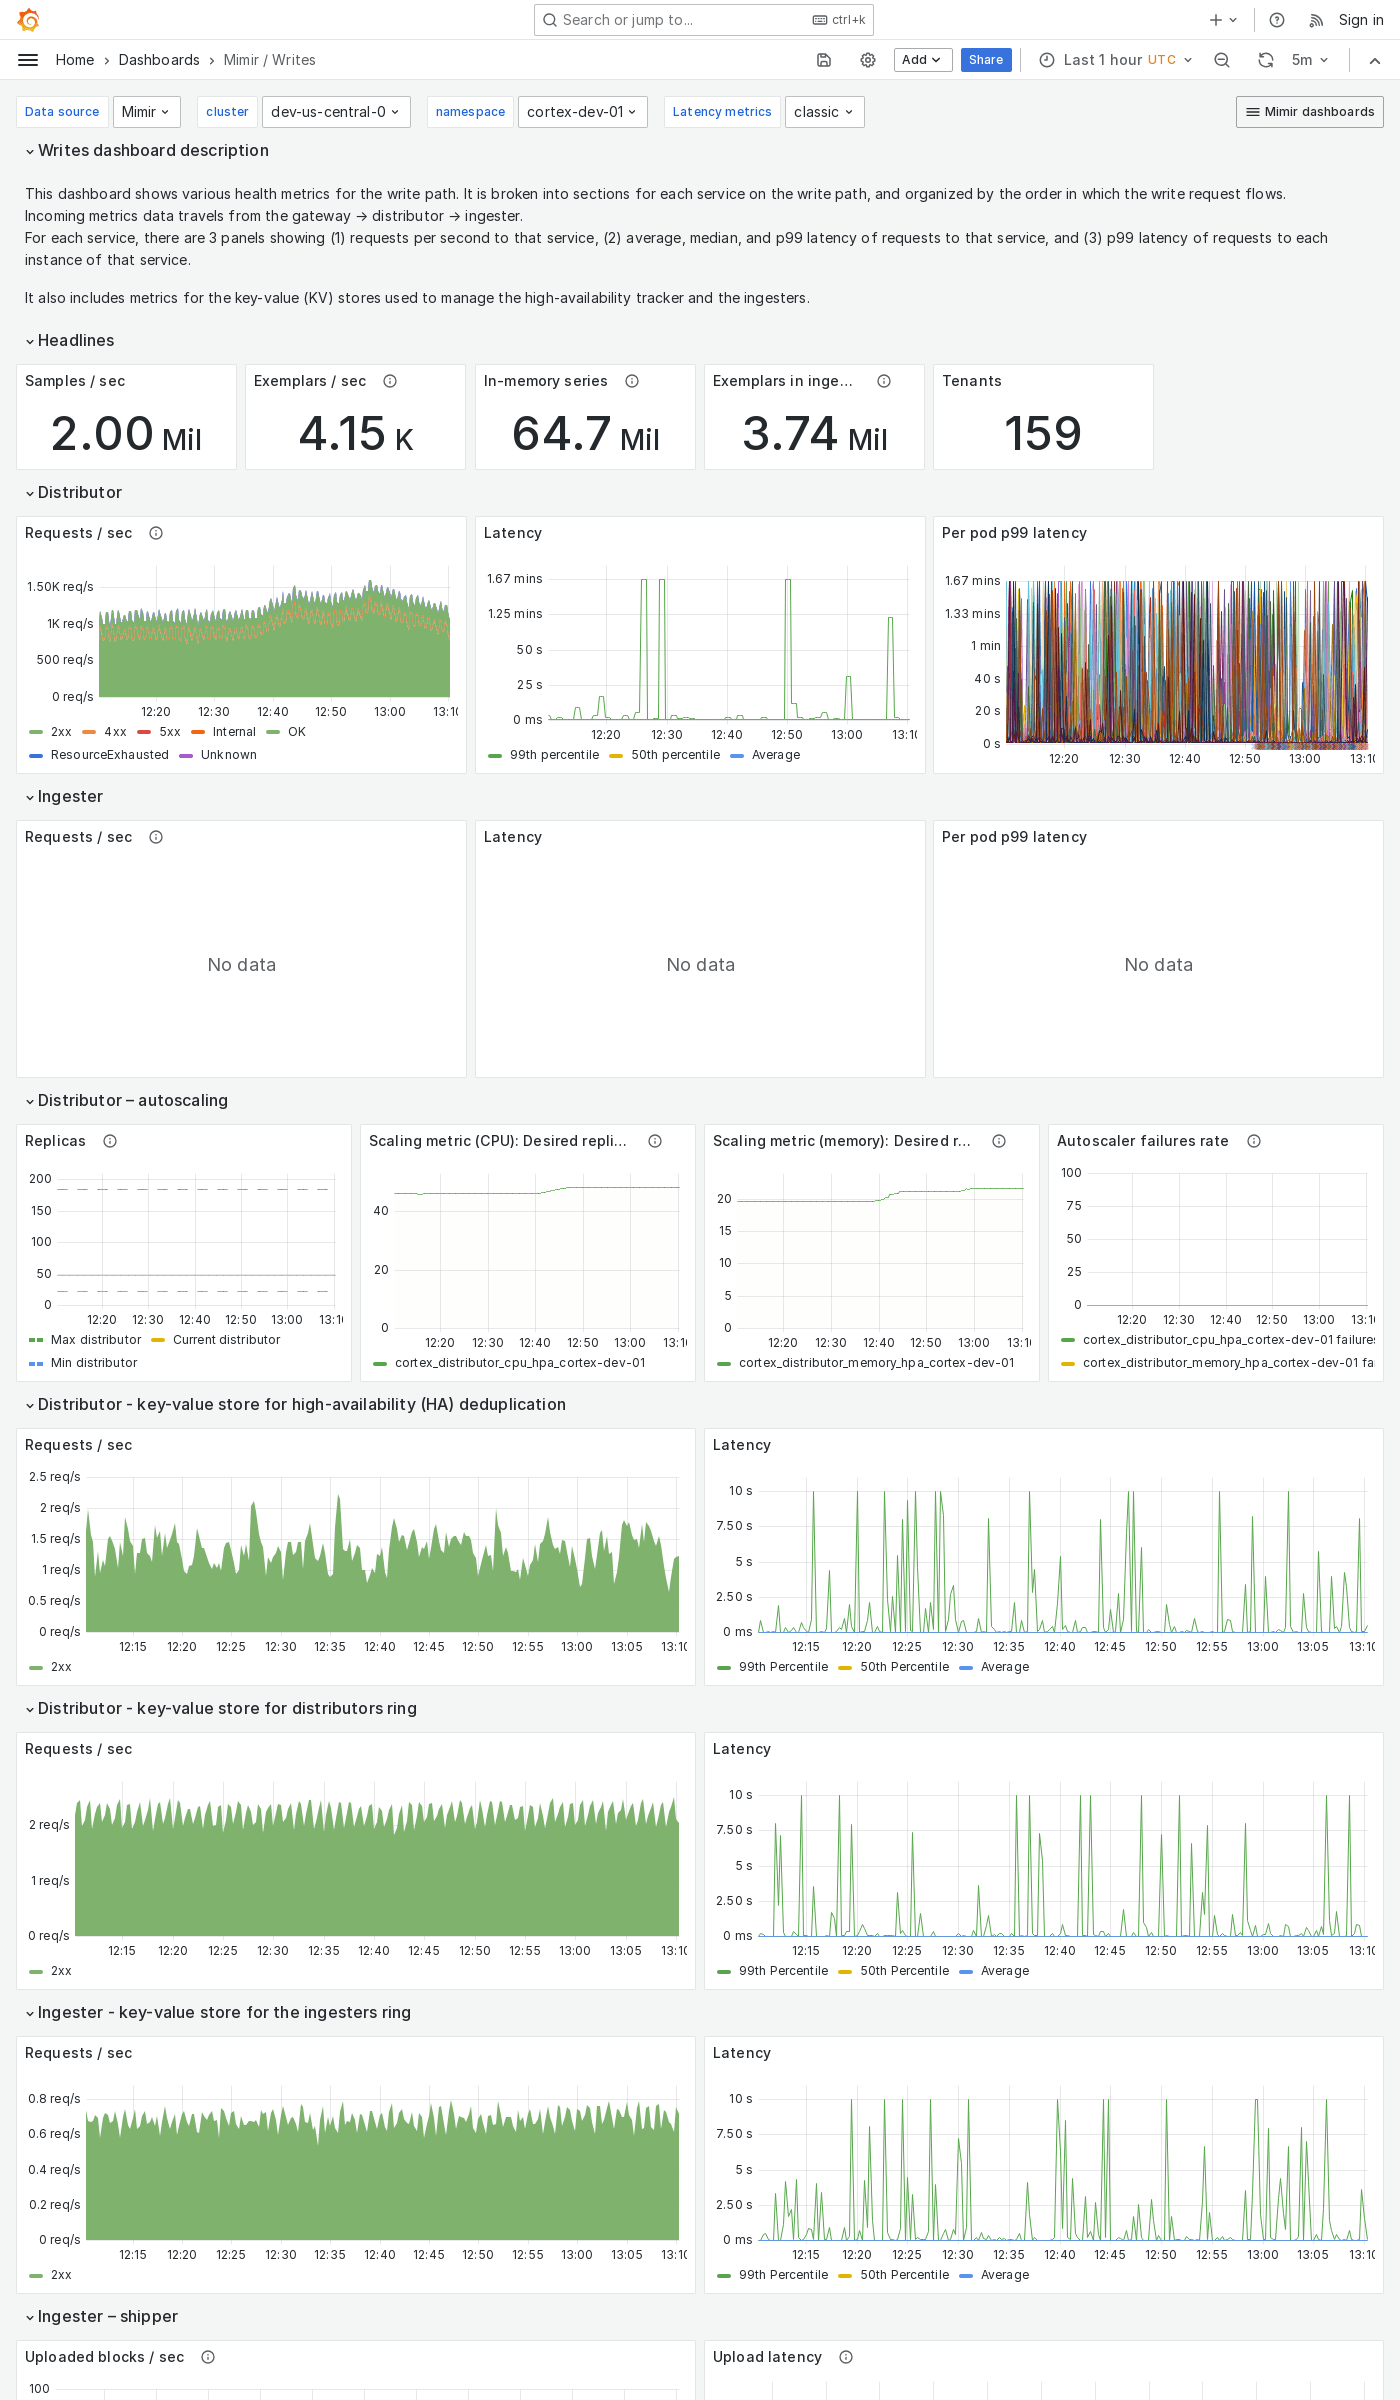 Search or jump to...
ctrl+k
Sign in
Home › Dashboards › Mimir / Writes
Add
Share
Last 1 hour UTC
5m
Data source
Mimir
cluster
dev-us-central-0
namespace
cortex-dev-01
Latency metrics
classic
Mimir dashboards
Writes dashboard description
This dashboard shows various health metrics for the write path. It is broken into sections for each service on the write path, and organized by the order in which the write request flows.
Incoming metrics data travels from the gateway → distributor → ingester.
For each service, there are 3 panels showing (1) requests per second to that service, (2) average, median, and p99 latency of requests to that service, and (3) p99 latency of requests to each
instance of that service.
It also includes metrics for the key-value (KV) stores used to manage the high-availability tracker and the ingesters.
Headlines
Samples / sec
2.00 Mil
Exemplars / sec
4.15 K
In-memory series
64.7 Mil
Exemplars in inge...
3.74 Mil
Tenants
159
Distributor
Requests / sec
1.50K req/s
1K req/s
500 req/s
0 req/s
12:20 12:30 12:40 12:50 13:00 13:10
2xx 4xx 5xx Internal OK
ResourceExhausted Unknown
Latency
1.67 mins
1.25 mins
50 s
25 s
0 ms
12:20 12:30 12:40 12:50 13:00 13:10
99th percentile 50th percentile Average
Per pod p99 latency
1.67 mins
1.33 mins
1 min
40 s
20 s
0 s
12:20 12:30 12:40 12:50 13:00 13:10
Ingester
Requests / sec
No data
Latency
No data
Per pod p99 latency
No data
Distributor – autoscaling
Replicas
200
150
100
50
0
12:20 12:30 12:40 12:50 13:00 13:10
Max distributor Current distributor
Min distributor
Scaling metric (CPU): Desired repli...
40
20
0
12:20 12:30 12:40 12:50 13:00 13:10
cortex_distributor_cpu_hpa_cortex-dev-01
Scaling metric (memory): Desired r...
20
15
10
5
0
12:20 12:30 12:40 12:50 13:00 13:10
cortex_distributor_memory_hpa_cortex-dev-01
Autoscaler failures rate
100
75
50
25
0
12:20 12:30 12:40 12:50 13:00 13:10
cortex_distributor_cpu_hpa_cortex-dev-01 failures
cortex_distributor_memory_hpa_cortex-dev-01 fai
Distributor - key-value store for high-availability (HA) deduplication
Requests / sec
2.5 req/s
2 req/s
1.5 req/s
1 req/s
0.5 req/s
0 req/s
12:15 12:20 12:25 12:30 12:35 12:40 12:45 12:50 12:55 13:00 13:05 13:10
2xx
Latency
10 s
7.50 s
5 s
2.50 s
0 ms
12:15 12:20 12:25 12:30 12:35 12:40 12:45 12:50 12:55 13:00 13:05 13:10
99th Percentile 50th Percentile Average
Distributor - key-value store for distributors ring
Requests / sec
2 req/s
1 req/s
0 req/s
12:15 12:20 12:25 12:30 12:35 12:40 12:45 12:50 12:55 13:00 13:05 13:10
2xx
Latency
10 s
7.50 s
5 s
2.50 s
0 ms
12:15 12:20 12:25 12:30 12:35 12:40 12:45 12:50 12:55 13:00 13:05 13:10
99th Percentile 50th Percentile Average
Ingester - key-value store for the ingesters ring
Requests / sec
0.8 req/s
0.6 req/s
0.4 req/s
0.2 req/s
0 req/s
12:15 12:20 12:25 12:30 12:35 12:40 12:45 12:50 12:55 13:00 13:05 13:10
2xx
Latency
10 s
7.50 s
5 s
2.50 s
0 ms
12:15 12:20 12:25 12:30 12:35 12:40 12:45 12:50 12:55 13:00 13:05 13:10
99th Percentile 50th Percentile Average
Ingester – shipper
Uploaded blocks / sec
100
Upload latency